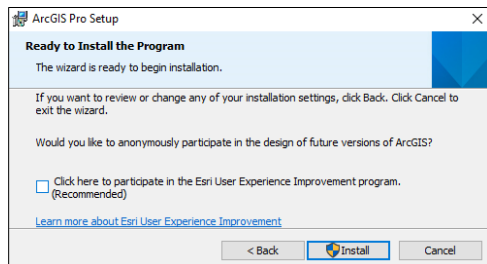 ArcGIS Pro Setup
Ready to Install the Program
The wizard is ready to begin installation.
If you want to review or change any of your installation settings, click Back. Click Cancel to
exit the wizard.
Would you like to anonymously participate in the design of future versions of ArcGIS?
Click here to participate in the Esri User Experience Improvement program.
(Recommended)
Learn more about Esri User Experience Improvement
< Back
Install
Cancel